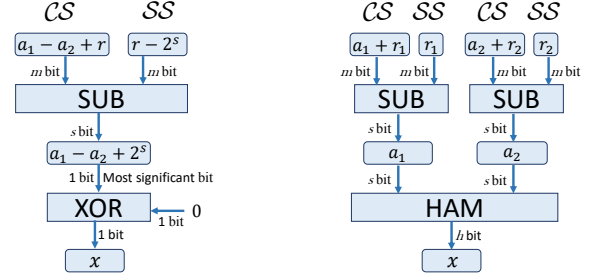 𝒞𝒮 𝒮𝒮
a₁ − a₂ + r r − 2ˢ
m bit m bit
SUB
s bit
a₁ − a₂ + 2ˢ
1 bit Most significant bit
XOR 0
1 bit
1 bit
x
𝒞𝒮 𝒮𝒮 𝒞𝒮 𝒮𝒮
a₁ + r₁ r₁ a₂ + r₂ r₂
m bit m bit m bit m bit
SUB SUB
s bit s bit
a₁ a₂
s bit s bit
HAM
h bit
x